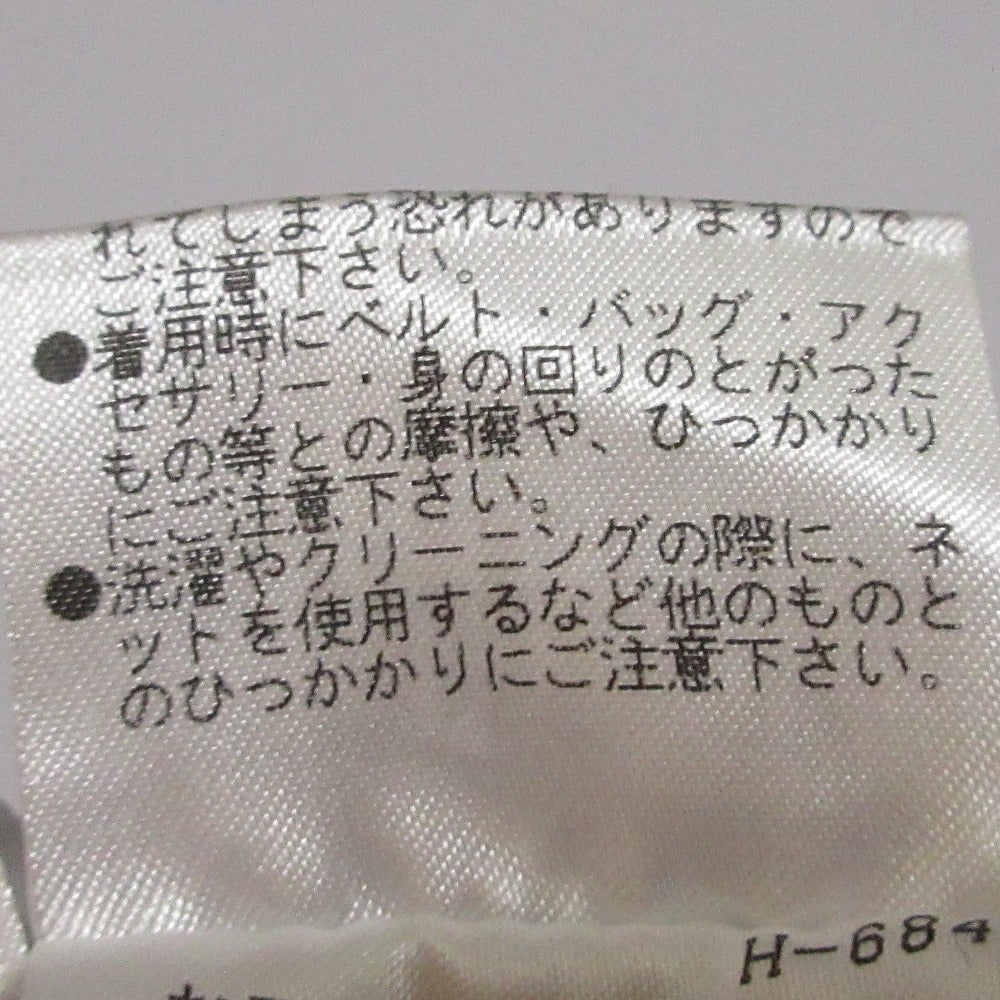 れてしまう恐れがありますので
ご注意下さい。
●着用時にベルト・バッグ・アク
セサリー・身の回りのとがった
もの等との摩擦や、ひっかかり
にご注意下さい。
●洗濯やクリーニングの際に、ネ
ットを使用するなど他のものと
のひっかかりにご注意下さい。
H-684